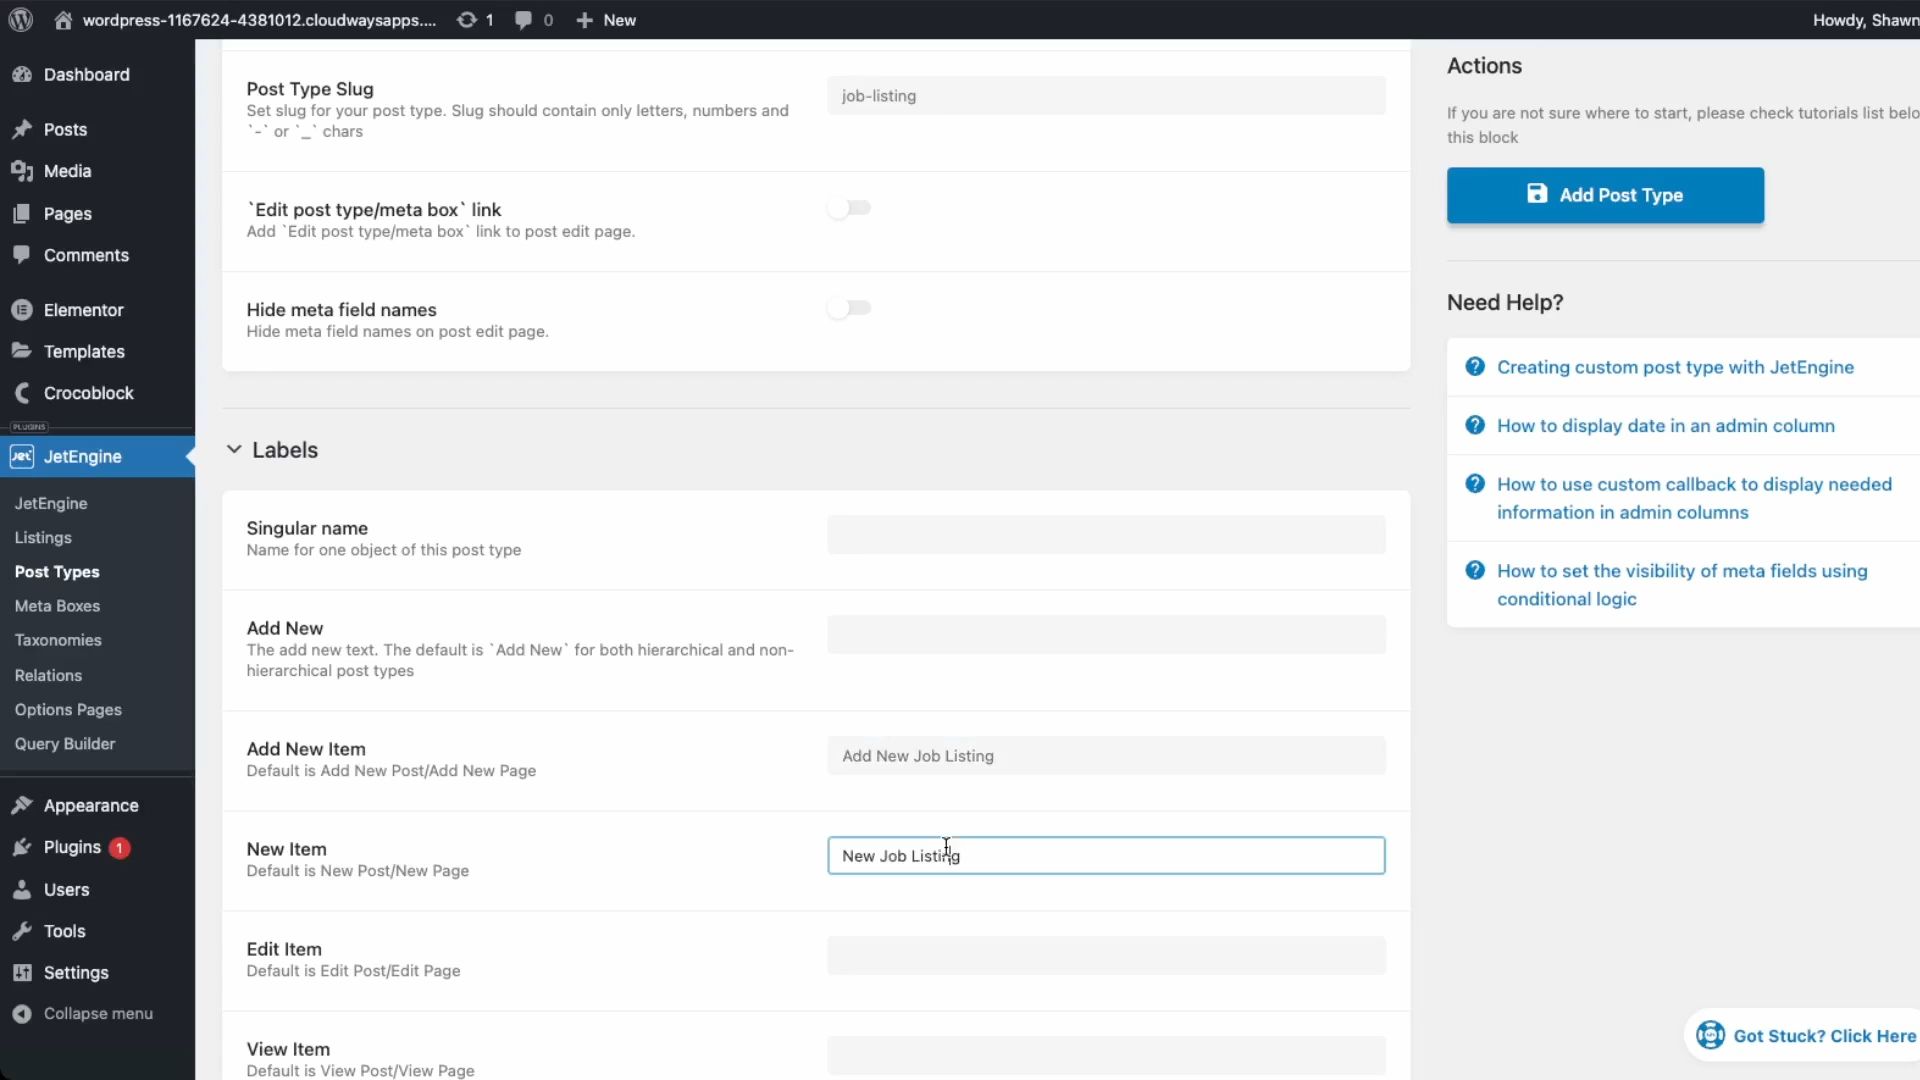 wordpress-1167624-4381012.cloudwaysapps.... 1 0 New
Howdy, Shawn
Dashboard
Posts
Media
Pages
Comments
Elementor
Templates
Crocoblock
PLUGINS
Jet JetEngine
JetEngine
Listings
Post Types
Meta Boxes
Taxonomies
Relations
Options Pages
Query Builder
Appearance
Plugins 1
Users
Tools
Settings
Collapse menu
Post Type Slug
Set slug for your post type. Slug should contain only letters, numbers and
`-` or `_` chars
job-listing
`Edit post type/meta box` link
Add `Edit post type/meta box` link to post edit page.
Hide meta field names
Hide meta field names on post edit page.
Labels
Singular name
Name for one object of this post type
Add New
The add new text. The default is `Add New` for both hierarchical and non-
hierarchical post types
Add New Item
Default is Add New Post/Add New Page
Add New Job Listing
New Item
Default is New Post/New Page
New Job Listing
Edit Item
Default is Edit Post/Edit Page
View Item
Default is View Post/View Page
Actions
If you are not sure where to start, please check tutorials list belo
this block
Add Post Type
Need Help?
Creating custom post type with JetEngine
How to display date in an admin column
How to use custom callback to display needed
information in admin columns
How to set the visibility of meta fields using
conditional logic
Got Stuck? Click Here